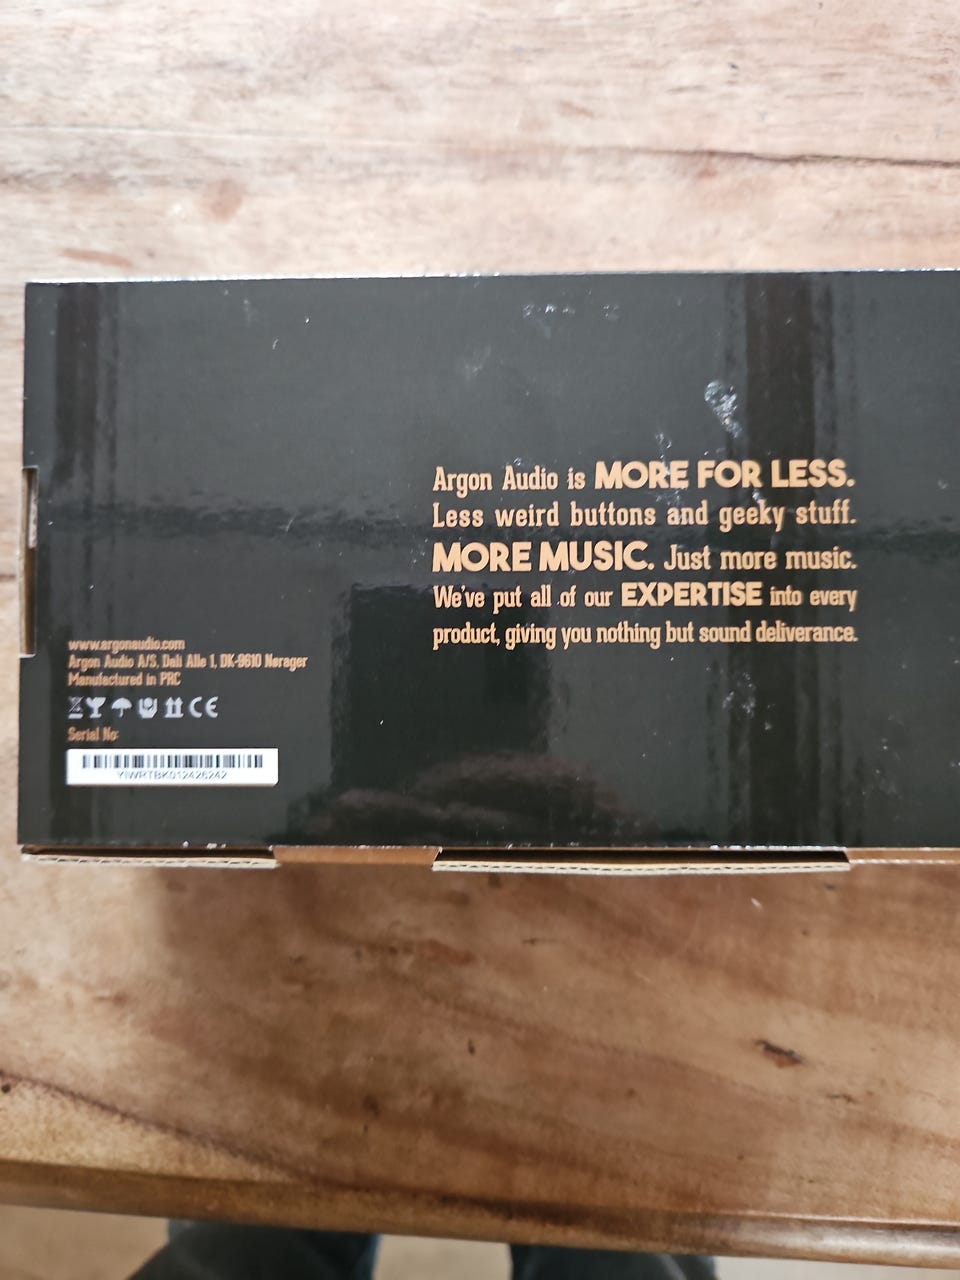 Argon Audio is MORE FOR LESS.
Less weird buttons and geeky stuff.
MORE MUSIC. Just more music.
We've put all of our EXPERTISE into every
product, giving you nothing but sound deliverance.
www.argonaudio.com
Argon Audio A/S, Dali Alle 1, DK-9610 Nørager
Manufactured in PRC
CE
Serial No:
YIWRTBK012426242